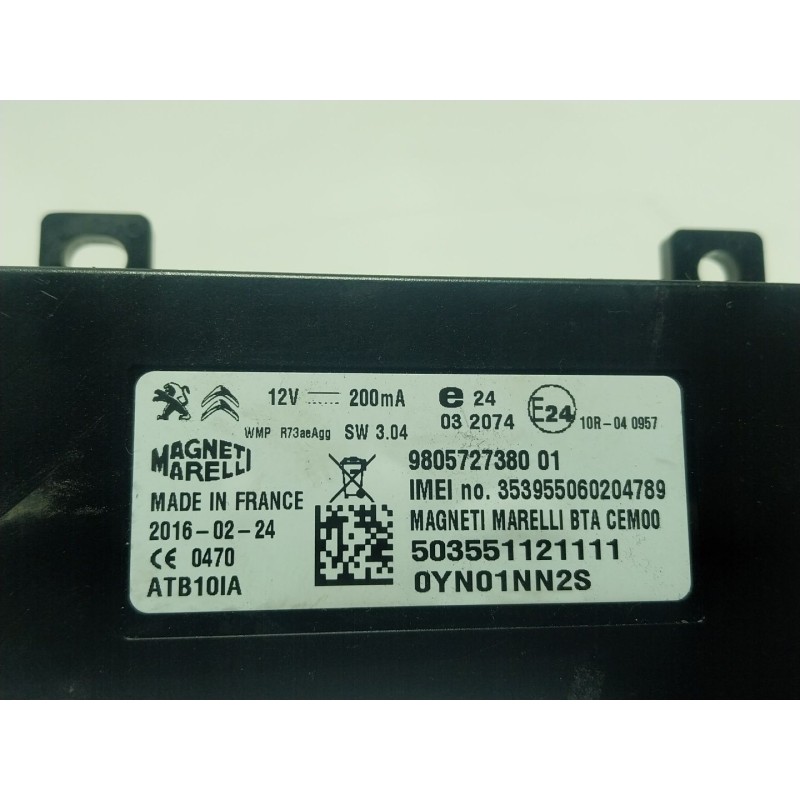 12V 200mA e 24 E24
03 2074 10R-04 0957
WMP R73aeAgg SW 3.04
MAGNETI
MARELLI
MADE IN FRANCE
2016-02-24
CE 0470
ATB10IA
9805727380 01
IMEI no. 353955060204789
MAGNETI MARELLI BTA CEM00
503551121111
0YN01NN2S